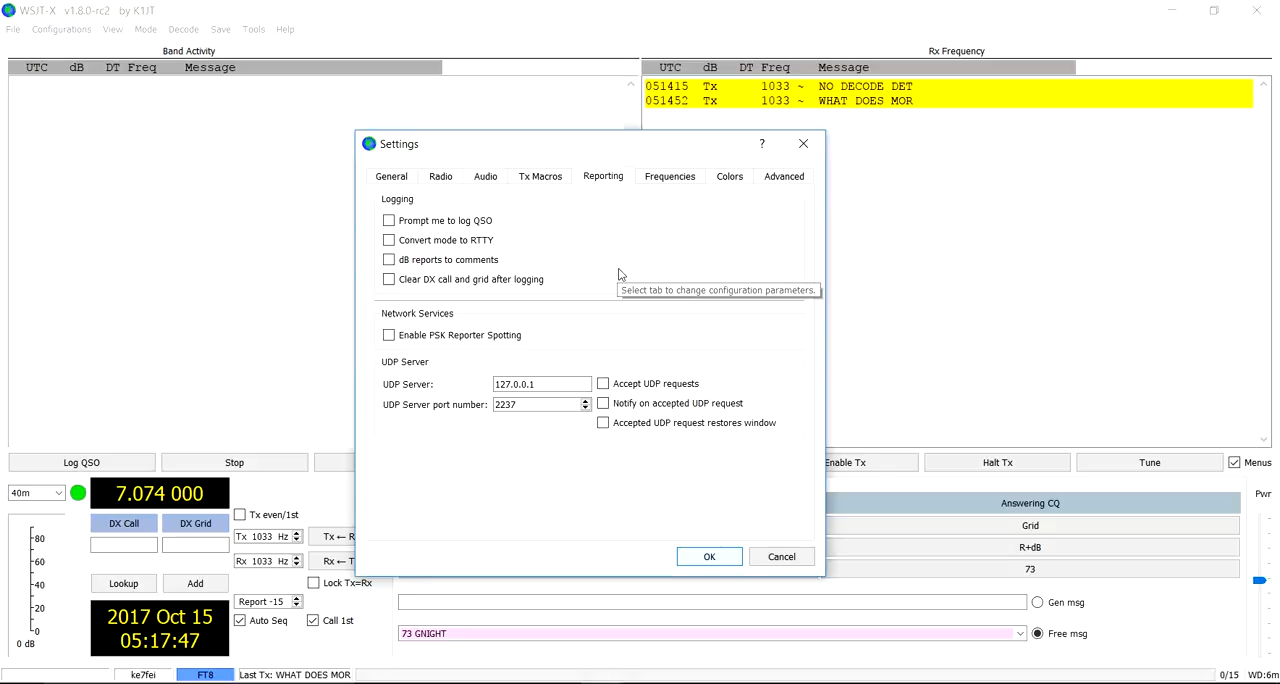 WSJT-X v1.8.0-rc2 by K1JT
File Configurations View Mode Decode Save Tools Help
Band Activity
UTC dB DT Freq Message
Rx Frequency
UTC dB DT Freq Message
051415 Tx 1033 ~ NO DECODE DET
051452 Tx 1033 ~ WHAT DOES MOR
Settings
?
General Radio Audio Tx Macros Reporting Frequencies Colors Advanced
Logging
Prompt me to log QSO
Convert mode to RTTY
dB reports to comments
Clear DX call and grid after logging
Select tab to change configuration parameters.
Network Services
Enable PSK Reporter Spotting
UDP Server
UDP Server: 127.0.0.1 Accept UDP requests
UDP Server port number: 2237 Notify on accepted UDP request
Accepted UDP request restores window
OK Cancel
Log QSO Stop Enable Tx Halt Tx Tune Menus
40m 7.074 000
DX Call DX Grid
Tx even/1st
Tx 1033 Hz Tx ← R
Rx 1033 Hz Rx ← T
Lookup Add
Lock Tx=Rx
Report -15
2017 Oct 15
05:17:47
Auto Seq Call 1st
-80
-60
-40
-20
-0
0 dB
Answering CQ
Grid
R+dB
73
Pwr
Gen msg
73 GNIGHT Free msg
ke7fei FT8 Last Tx: WHAT DOES MOR 0/15 WD:6m